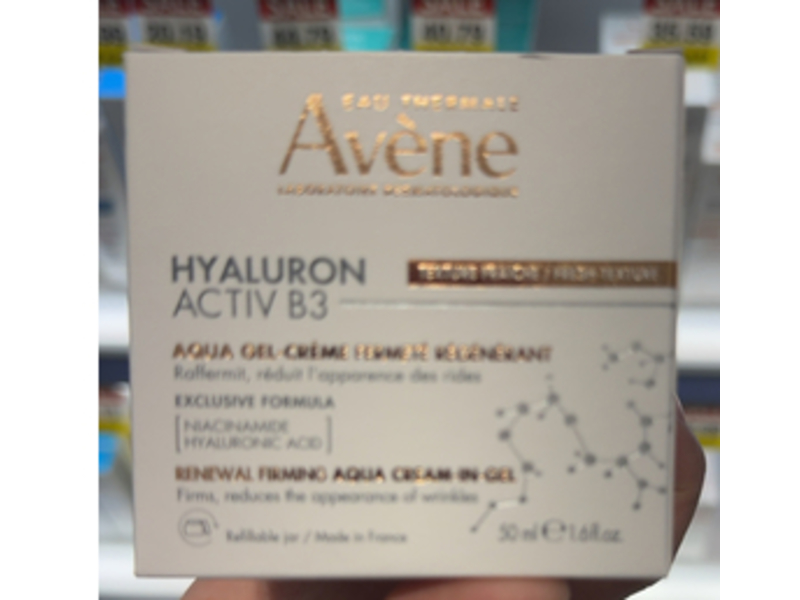 EAU THERMALE
Avène
LABORATOIRE DERMATOLOGIQUE
HYALURON
ACTIV B3
TEXTURE FRAÎCHE / FRESH TEXTURE
AQUA GEL-CRÈME FERMETÉ RÉGÉNÉRANT
Raffermit, réduit l'apparence des rides
EXCLUSIVE FORMULA
NIACINAMIDE
HYALURONIC ACID
RENEWAL FIRMING AQUA CREAM-IN-GEL
Firms, reduces the appearance of wrinkles
Refillable jar / Made in France
50 ml e 1.6 fl.oz.